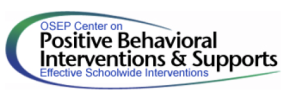 OSEP Center on
Positive Behavioral
Interventions & Supports
Effective Schoolwide Interventions